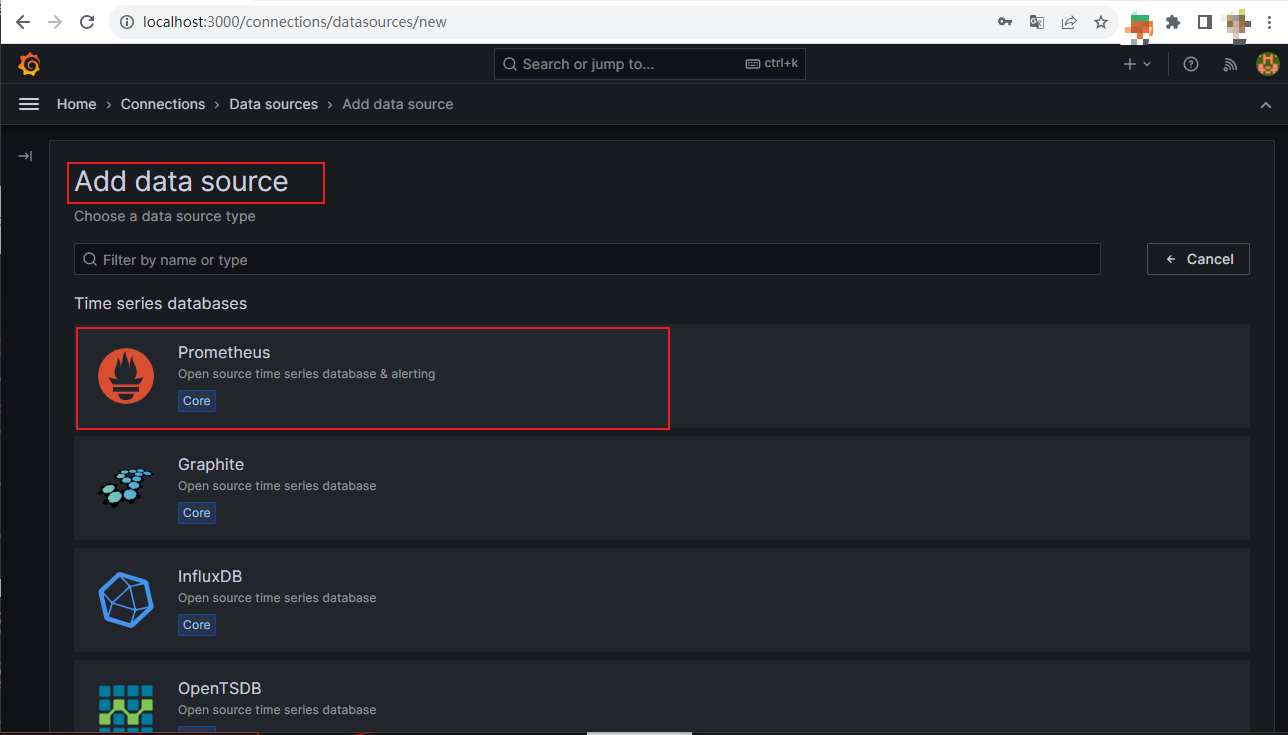 localhost:3000/connections/datasources/new
Search or jump to...
ctrl+k
Home › Connections › Data sources › Add data source
Add data source
Choose a data source type
Filter by name or type
Cancel
Time series databases
Prometheus
Open source time series database & alerting
Core
Graphite
Open source time series database
Core
InfluxDB
Open source time series database
Core
OpenTSDB
Open source time series database